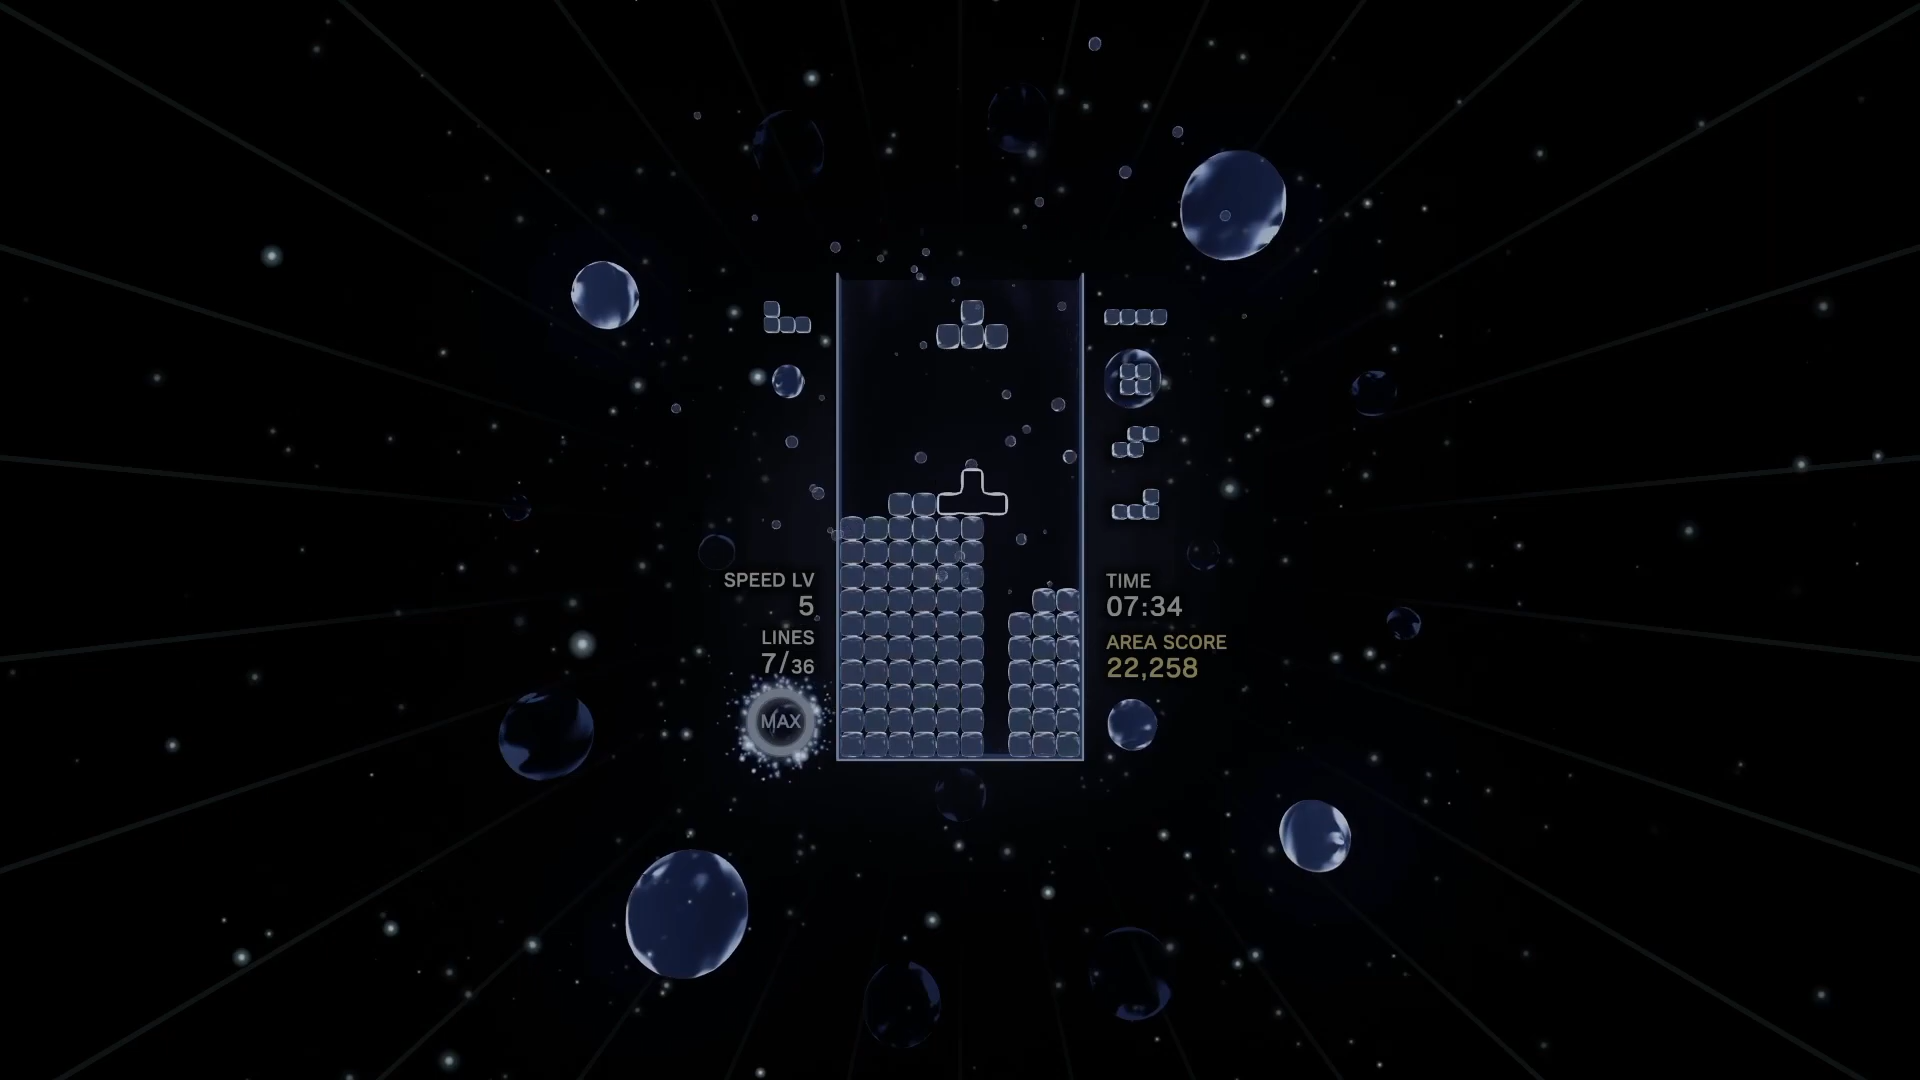 SPEED LV
5
LINES
7/36
MAX
TIME
07:34
AREA SCORE
22,258